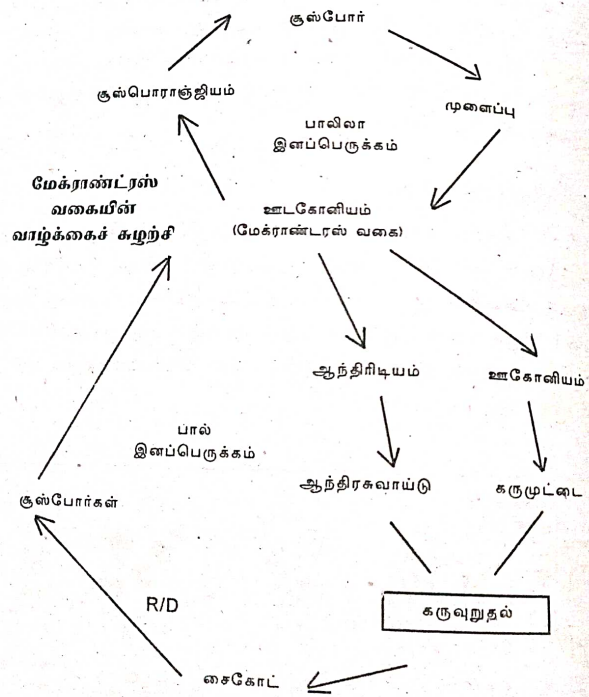 சூஸ்போர்
சூஸ்பொராஞ்ஜியம்
முளைப்பு
பாலிலா
இனப்பெருக்கம்
மேக்ராண்ட்ரஸ்
வகையின்
வாழ்க்கைச் சுழற்சி
ஊடகோனியம்
(மேக்ராண்டரஸ் வகை)
ஆந்திரிடியம்
ஊகோனியம்
பால்
இனப்பெருக்கம்
ஆந்திரசுவாய்டு
கருமுட்டை
சூஸ்போர்கள்
R/D
கருவுறுதல்
சைகோட்